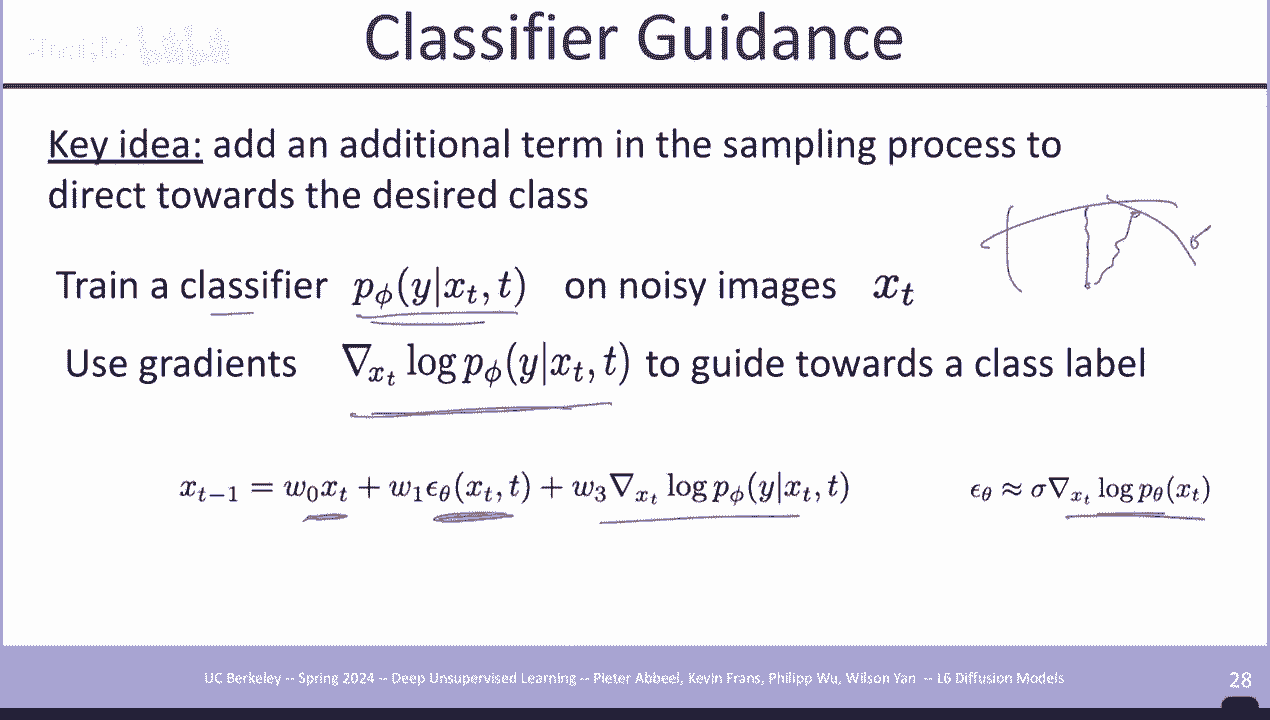 Classifier Guidance
Key idea: add an additional term in the sampling process to
direct towards the desired class
Train a classifier $p_\phi(y|x_t, t)$ on noisy images $x_t$
Use gradients $\nabla_{x_t} \log p_\phi(y|x_t, t)$ to guide towards a class label
$x_{t-1} = w_0 x_t + w_1 \epsilon_\theta(x_t, t) + w_3 \nabla_{x_t} \log p_\phi(y|x_t, t)$ $\epsilon_\theta \approx \sigma \nabla_{x_t} \log p_\theta(x_t)$
UC Berkeley -- Spring 2024 -- Deep Unsupervised Learning -- Pieter Abbeel, Kevin Frans, Philipp Wu, Wilson Yan -- L6 Diffusion Models
28